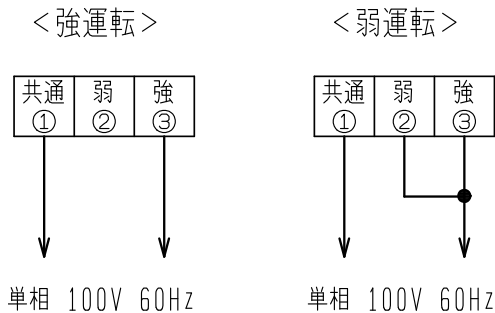 ＜強運転＞ ＜弱運転＞
共通 弱 強 共通 弱 強
① ② ③ ① ② ③
単相 100V 60Hz 単相 100V 60Hz